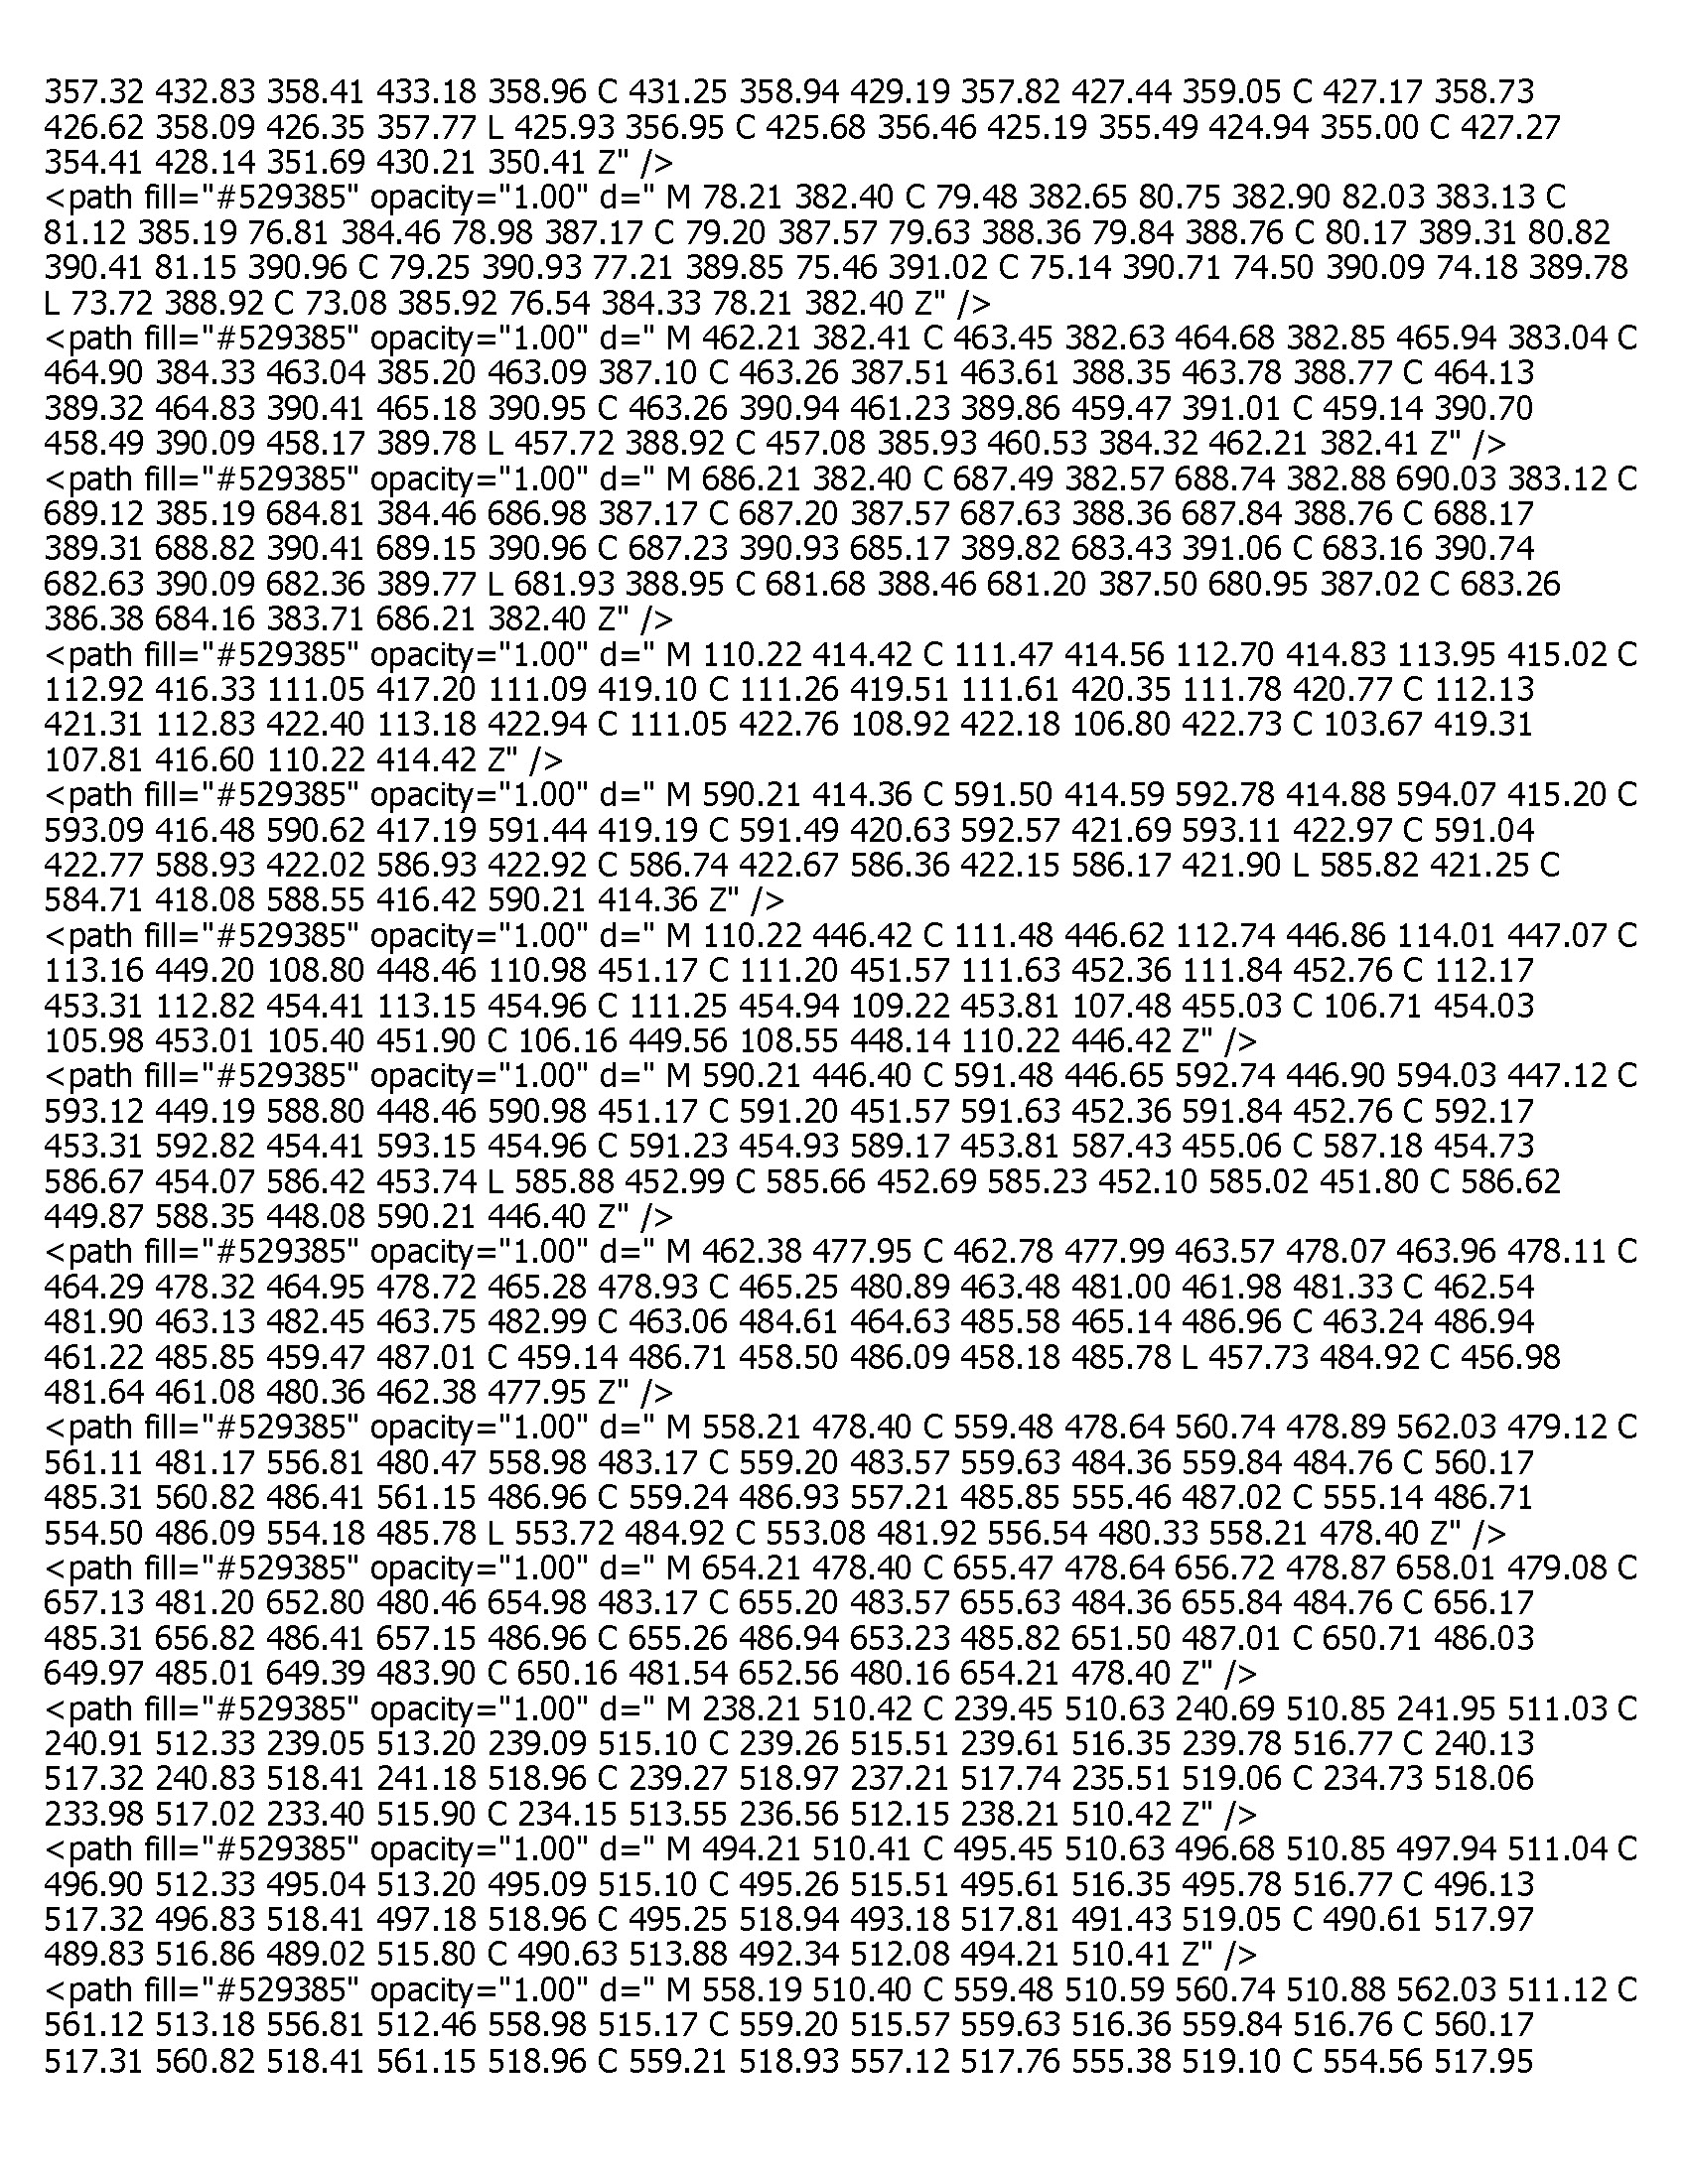 357.32 432.83 358.41 433.18 358.96 C 431.25 358.94 429.19 357.82 427.44 359.05 C 427.17 358.73
426.62 358.09 426.35 357.77 L 425.93 356.95 C 425.68 356.46 425.19 355.49 424.94 355.00 C 427.27
354.41 428.14 351.69 430.21 350.41 Z" />
<path fill="#529385" opacity="1.00" d=" M 78.21 382.40 C 79.48 382.65 80.75 382.90 82.03 383.13 C
81.12 385.19 76.81 384.46 78.98 387.17 C 79.20 387.57 79.63 388.36 79.84 388.76 C 80.17 389.31 80.82
390.41 81.15 390.96 C 79.25 390.93 77.21 389.85 75.46 391.02 C 75.14 390.71 74.50 390.09 74.18 389.78
L 73.72 388.92 C 73.08 385.92 76.54 384.33 78.21 382.40 Z" />
<path fill="#529385" opacity="1.00" d=" M 462.21 382.41 C 463.45 382.63 464.68 382.85 465.94 383.04 C
464.90 384.33 463.04 385.20 463.09 387.10 C 463.26 387.51 463.61 388.35 463.78 388.77 C 464.13
389.32 464.83 390.41 465.18 390.95 C 463.26 390.94 461.23 389.86 459.47 391.01 C 459.14 390.70
458.49 390.09 458.17 389.78 L 457.72 388.92 C 457.08 385.93 460.53 384.32 462.21 382.41 Z" />
<path fill="#529385" opacity="1.00" d=" M 686.21 382.40 C 687.49 382.57 688.74 382.88 690.03 383.12 C
689.12 385.19 684.81 384.46 686.98 387.17 C 687.20 387.57 687.63 388.36 687.84 388.76 C 688.17
389.31 688.82 390.41 689.15 390.96 C 687.23 390.93 685.17 389.82 683.43 391.06 C 683.16 390.74
682.63 390.09 682.36 389.77 L 681.93 388.95 C 681.68 388.46 681.20 387.50 680.95 387.02 C 683.26
386.38 684.16 383.71 686.21 382.40 Z" />
<path fill="#529385" opacity="1.00" d=" M 110.22 414.42 C 111.47 414.56 112.70 414.83 113.95 415.02 C
112.92 416.33 111.05 417.20 111.09 419.10 C 111.26 419.51 111.61 420.35 111.78 420.77 C 112.13
421.31 112.83 422.40 113.18 422.94 C 111.05 422.76 108.92 422.18 106.80 422.73 C 103.67 419.31
107.81 416.60 110.22 414.42 Z" />
<path fill="#529385" opacity="1.00" d=" M 590.21 414.36 C 591.50 414.59 592.78 414.88 594.07 415.20 C
593.09 416.48 590.62 417.19 591.44 419.19 C 591.49 420.63 592.57 421.69 593.11 422.97 C 591.04
422.77 588.93 422.02 586.93 422.92 C 586.74 422.67 586.36 422.15 586.17 421.90 L 585.82 421.25 C
584.71 418.08 588.55 416.42 590.21 414.36 Z" />
<path fill="#529385" opacity="1.00" d=" M 110.22 446.42 C 111.48 446.62 112.74 446.86 114.01 447.07 C
113.16 449.20 108.80 448.46 110.98 451.17 C 111.20 451.57 111.63 452.36 111.84 452.76 C 112.17
453.31 112.82 454.41 113.15 454.96 C 111.25 454.94 109.22 453.81 107.48 455.03 C 106.71 454.03
105.98 453.01 105.40 451.90 C 106.16 449.56 108.55 448.14 110.22 446.42 Z" />
<path fill="#529385" opacity="1.00" d=" M 590.21 446.40 C 591.48 446.65 592.74 446.90 594.03 447.12 C
593.12 449.19 588.80 448.46 590.98 451.17 C 591.20 451.57 591.63 452.36 591.84 452.76 C 592.17
453.31 592.82 454.41 593.15 454.96 C 591.23 454.93 589.17 453.81 587.43 455.06 C 587.18 454.73
586.67 454.07 586.42 453.74 L 585.88 452.99 C 585.66 452.69 585.23 452.10 585.02 451.80 C 586.62
449.87 588.35 448.08 590.21 446.40 Z" />
<path fill="#529385" opacity="1.00" d=" M 462.38 477.95 C 462.78 477.99 463.57 478.07 463.96 478.11 C
464.29 478.32 464.95 478.72 465.28 478.93 C 465.25 480.89 463.48 481.00 461.98 481.33 C 462.54
481.90 463.13 482.45 463.75 482.99 C 463.06 484.61 464.63 485.58 465.14 486.96 C 463.24 486.94
461.22 485.85 459.47 487.01 C 459.14 486.71 458.50 486.09 458.18 485.78 L 457.73 484.92 C 456.98
481.64 461.08 480.36 462.38 477.95 Z" />
<path fill="#529385" opacity="1.00" d=" M 558.21 478.40 C 559.48 478.64 560.74 478.89 562.03 479.12 C
561.11 481.17 556.81 480.47 558.98 483.17 C 559.20 483.57 559.63 484.36 559.84 484.76 C 560.17
485.31 560.82 486.41 561.15 486.96 C 559.24 486.93 557.21 485.85 555.46 487.02 C 555.14 486.71
554.50 486.09 554.18 485.78 L 553.72 484.92 C 553.08 481.92 556.54 480.33 558.21 478.40 Z" />
<path fill="#529385" opacity="1.00" d=" M 654.21 478.40 C 655.47 478.64 656.72 478.87 658.01 479.08 C
657.13 481.20 652.80 480.46 654.98 483.17 C 655.20 483.57 655.63 484.36 655.84 484.76 C 656.17
485.31 656.82 486.41 657.15 486.96 C 655.26 486.94 653.23 485.82 651.50 487.01 C 650.71 486.03
649.97 485.01 649.39 483.90 C 650.16 481.54 652.56 480.16 654.21 478.40 Z" />
<path fill="#529385" opacity="1.00" d=" M 238.21 510.42 C 239.45 510.63 240.69 510.85 241.95 511.03 C
240.91 512.33 239.05 513.20 239.09 515.10 C 239.26 515.51 239.61 516.35 239.78 516.77 C 240.13
517.32 240.83 518.41 241.18 518.96 C 239.27 518.97 237.21 517.74 235.51 519.06 C 234.73 518.06
233.98 517.02 233.40 515.90 C 234.15 513.55 236.56 512.15 238.21 510.42 Z" />
<path fill="#529385" opacity="1.00" d=" M 494.21 510.41 C 495.45 510.63 496.68 510.85 497.94 511.04 C
496.90 512.33 495.04 513.20 495.09 515.10 C 495.26 515.51 495.61 516.35 495.78 516.77 C 496.13
517.32 496.83 518.41 497.18 518.96 C 495.25 518.94 493.18 517.81 491.43 519.05 C 490.61 517.97
489.83 516.86 489.02 515.80 C 490.63 513.88 492.34 512.08 494.21 510.41 Z" />
<path fill="#529385" opacity="1.00" d=" M 558.19 510.40 C 559.48 510.59 560.74 510.88 562.03 511.12 C
561.12 513.18 556.81 512.46 558.98 515.17 C 559.20 515.57 559.63 516.36 559.84 516.76 C 560.17
517.31 560.82 518.41 561.15 518.96 C 559.21 518.93 557.12 517.76 555.38 519.10 C 554.56 517.95